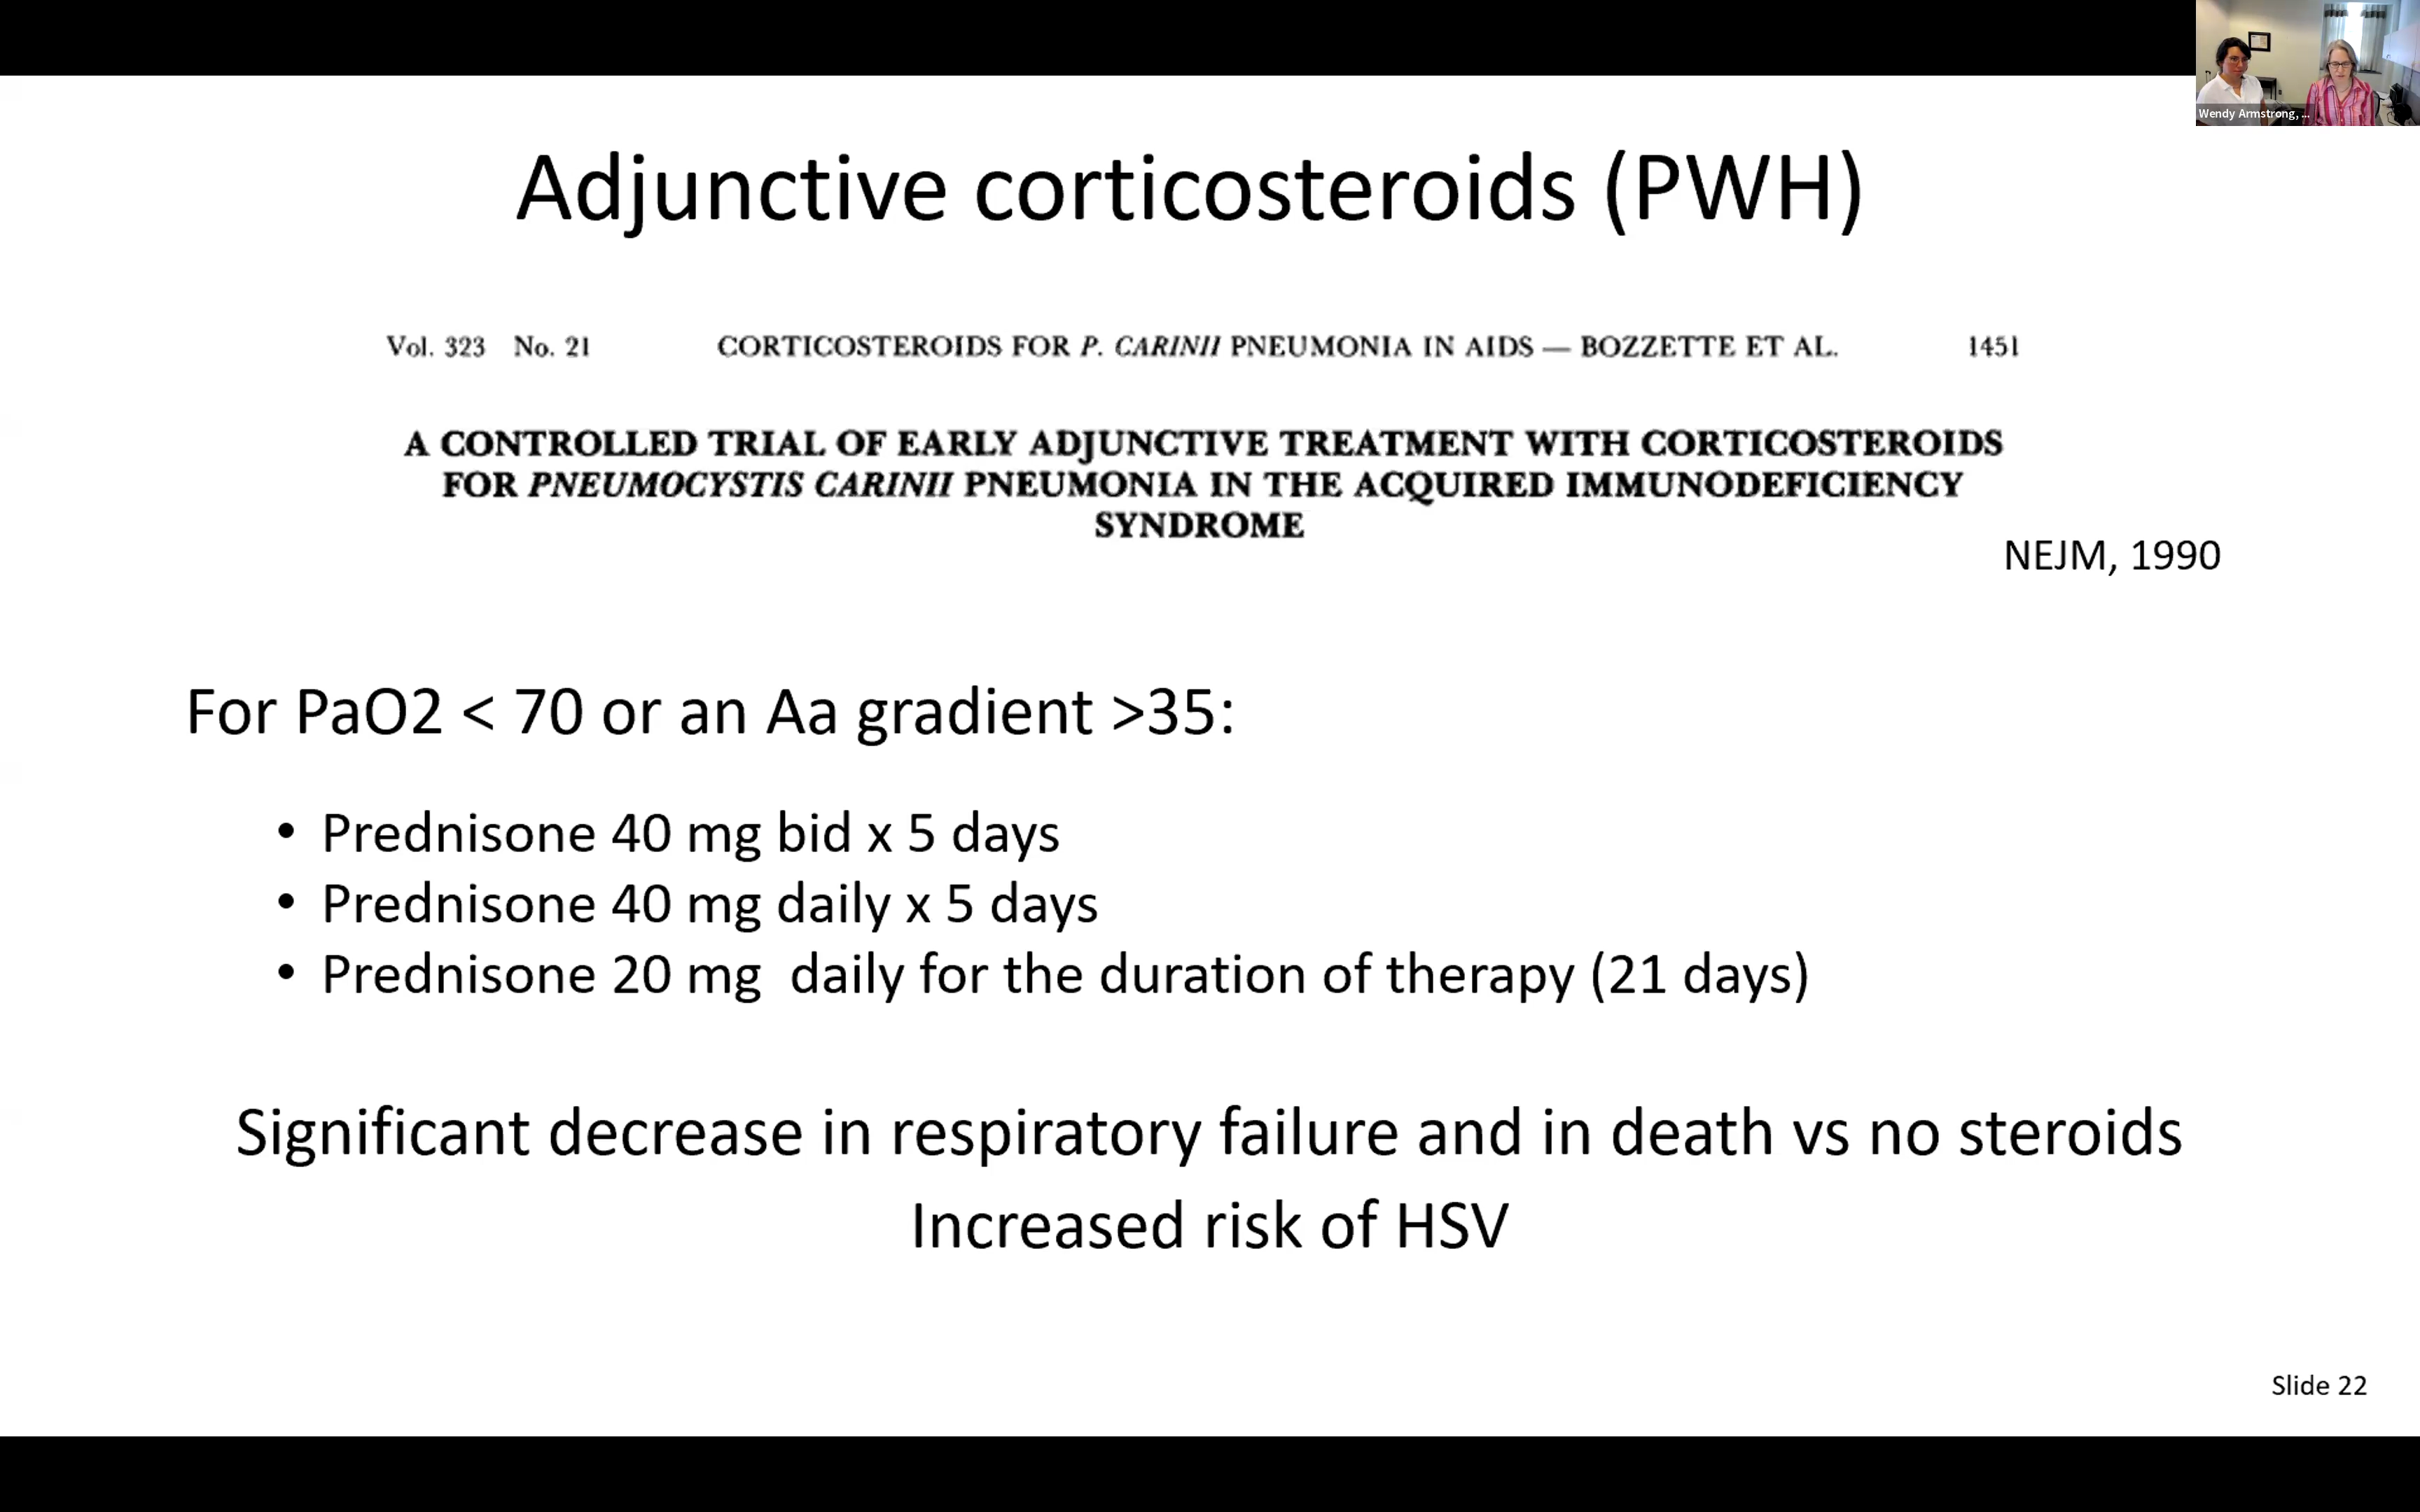 Wendy Armstrong, ...
Adjunctive corticosteroids (PWH)
Vol. 323 No. 21 CORTICOSTEROIDS FOR P. CARINII PNEUMONIA IN AIDS — BOZZETTE ET AL. 1451
A CONTROLLED TRIAL OF EARLY ADJUNCTIVE TREATMENT WITH CORTICOSTEROIDS
FOR PNEUMOCYSTIS CARINII PNEUMONIA IN THE ACQUIRED IMMUNODEFICIENCY
SYNDROME
NEJM, 1990
For PaO2 < 70 or an Aa gradient >35:
• Prednisone 40 mg bid x 5 days
• Prednisone 40 mg daily x 5 days
• Prednisone 20 mg  daily for the duration of therapy (21 days)
Significant decrease in respiratory failure and in death vs no steroids
Increased risk of HSV
Slide 22